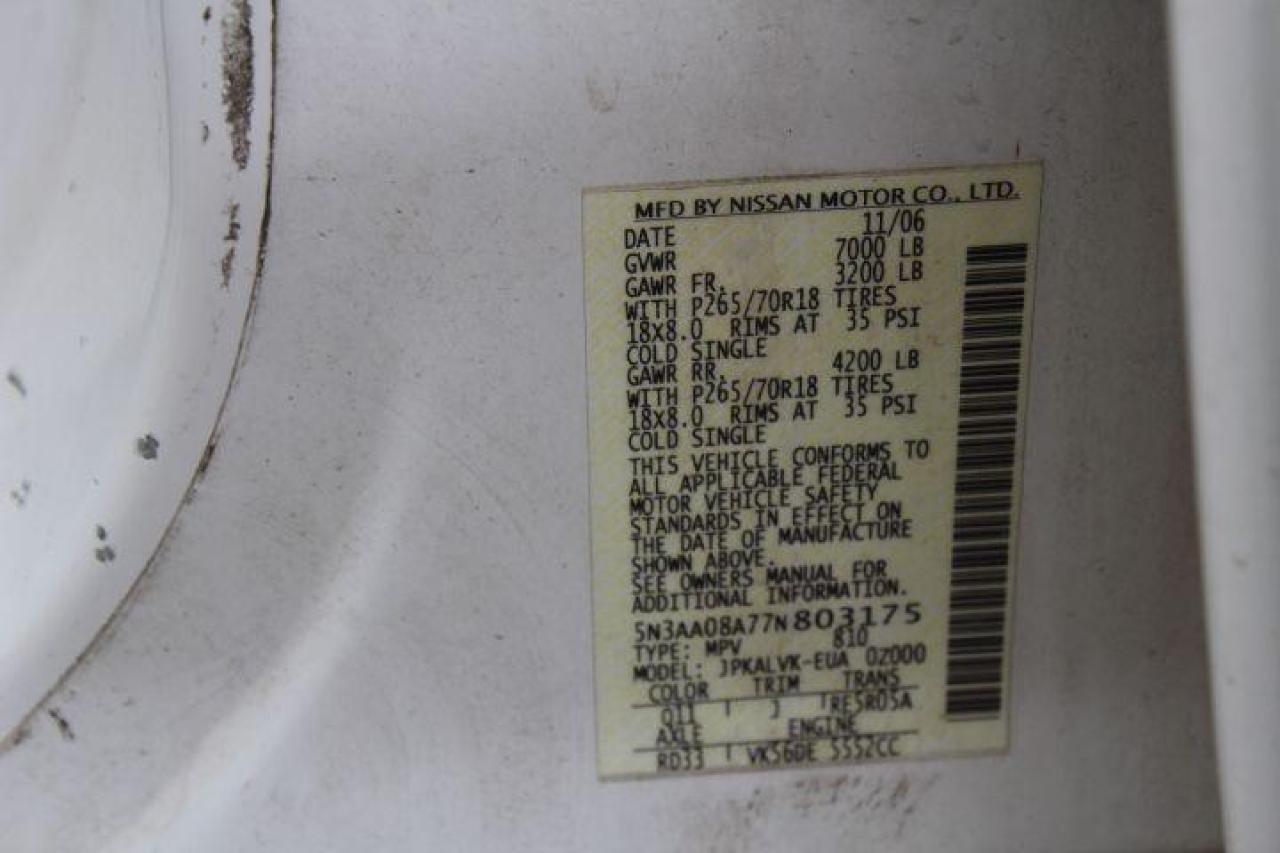 MFD BY NISSAN MOTOR CO., LTD.
DATE 11/06
GVWR 7000 LB
GAWR FR. 3200 LB
WITH P265/70R18 TIRES
18X8.0 RIMS AT 35 PSI
COLD SINGLE
GAWR RR. 4200 LB
WITH P265/70R18 TIRES
18X8.0 RIMS AT 35 PSI
COLD SINGLE
THIS VEHICLE CONFORMS TO
ALL APPLICABLE FEDERAL
MOTOR VEHICLE SAFETY
STANDARDS IN EFFECT ON
THE DATE OF MANUFACTURE
SHOWN ABOVE.
SEE OWNERS MANUAL FOR
ADDITIONAL INFORMATION.
5N3AA08A77N803175
TYPE: MPV 810
MODEL: JPKALVK-EUA 0Z000
COLOR TRIM TRANS
Q11 J RE5R05A
AXLE ENGINE
RD33 VK56DE 5552CC